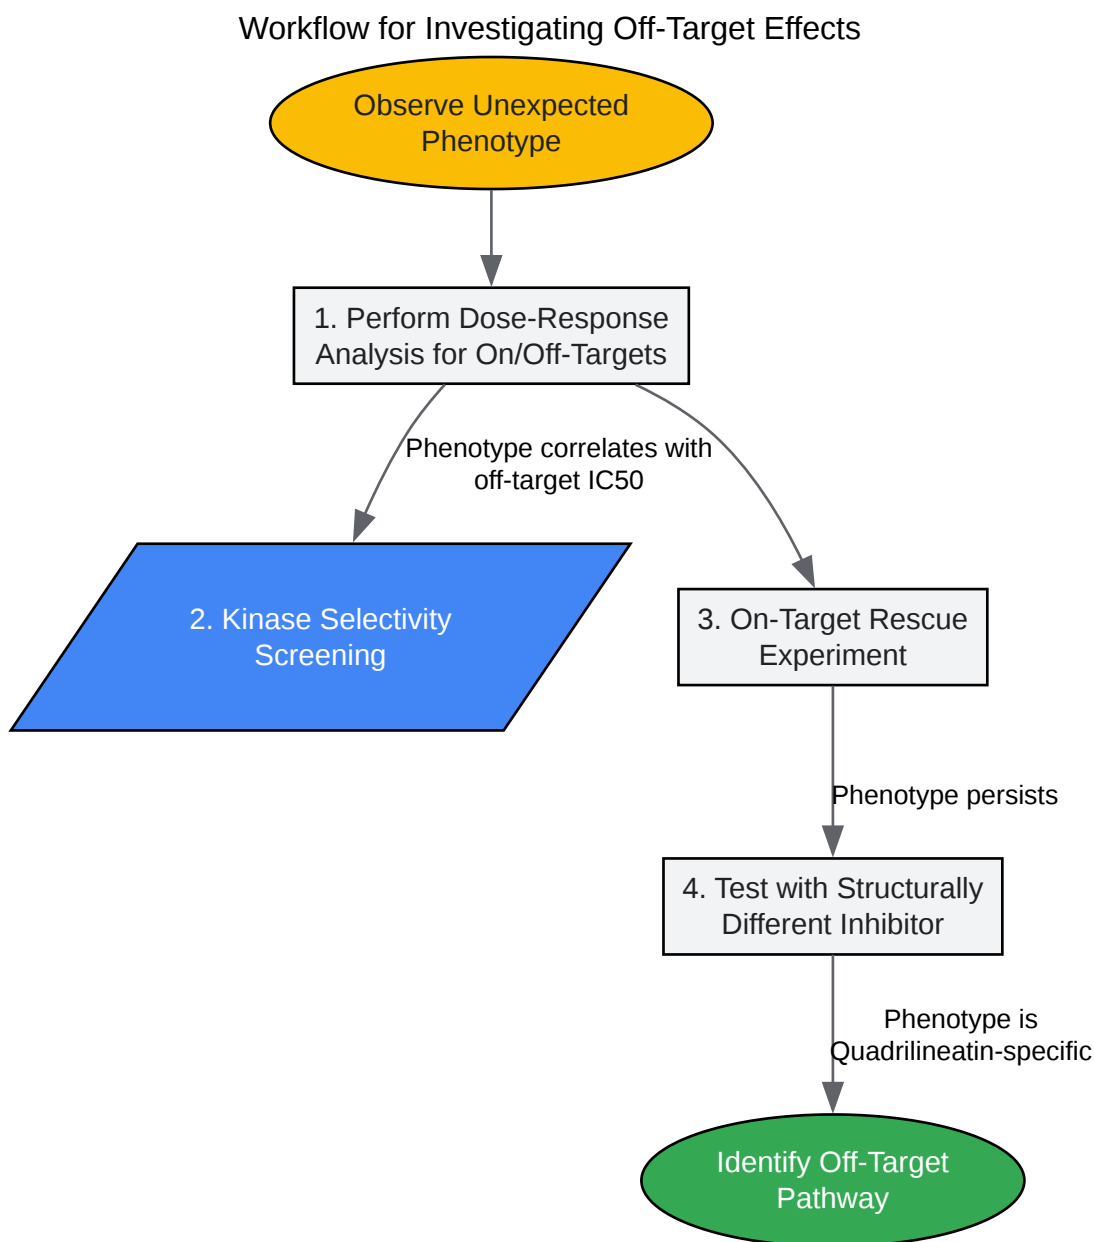 Workflow for Investigating Off-Target Effects
Observe Unexpected
Phenotype
1. Perform Dose-Response
Analysis for On/Off-Targets
Phenotype correlates with
off-target IC50
2. Kinase Selectivity
Screening
3. On-Target Rescue
Experiment
Phenotype persists
4. Test with Structurally
Different Inhibitor
Phenotype is
Quadrilineatin-specific
Identify Off-Target
Pathway